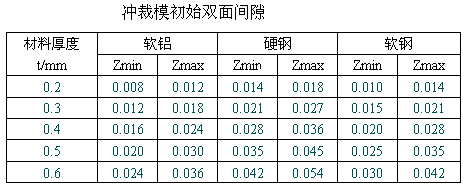 冲裁模初始双面间隙
材料厚度 t/mm 软铝 硬钢 软钢
Zmin Zmax Zmin Zmax Zmin Zmax
0.2 0.008 0.012 0.014 0.018 0.010 0.014
0.3 0.012 0.018 0.021 0.027 0.015 0.021
0.4 0.016 0.024 0.028 0.036 0.020 0.028
0.5 0.020 0.030 0.035 0.045 0.025 0.035
0.6 0.024 0.036 0.042 0.054 0.030 0.042